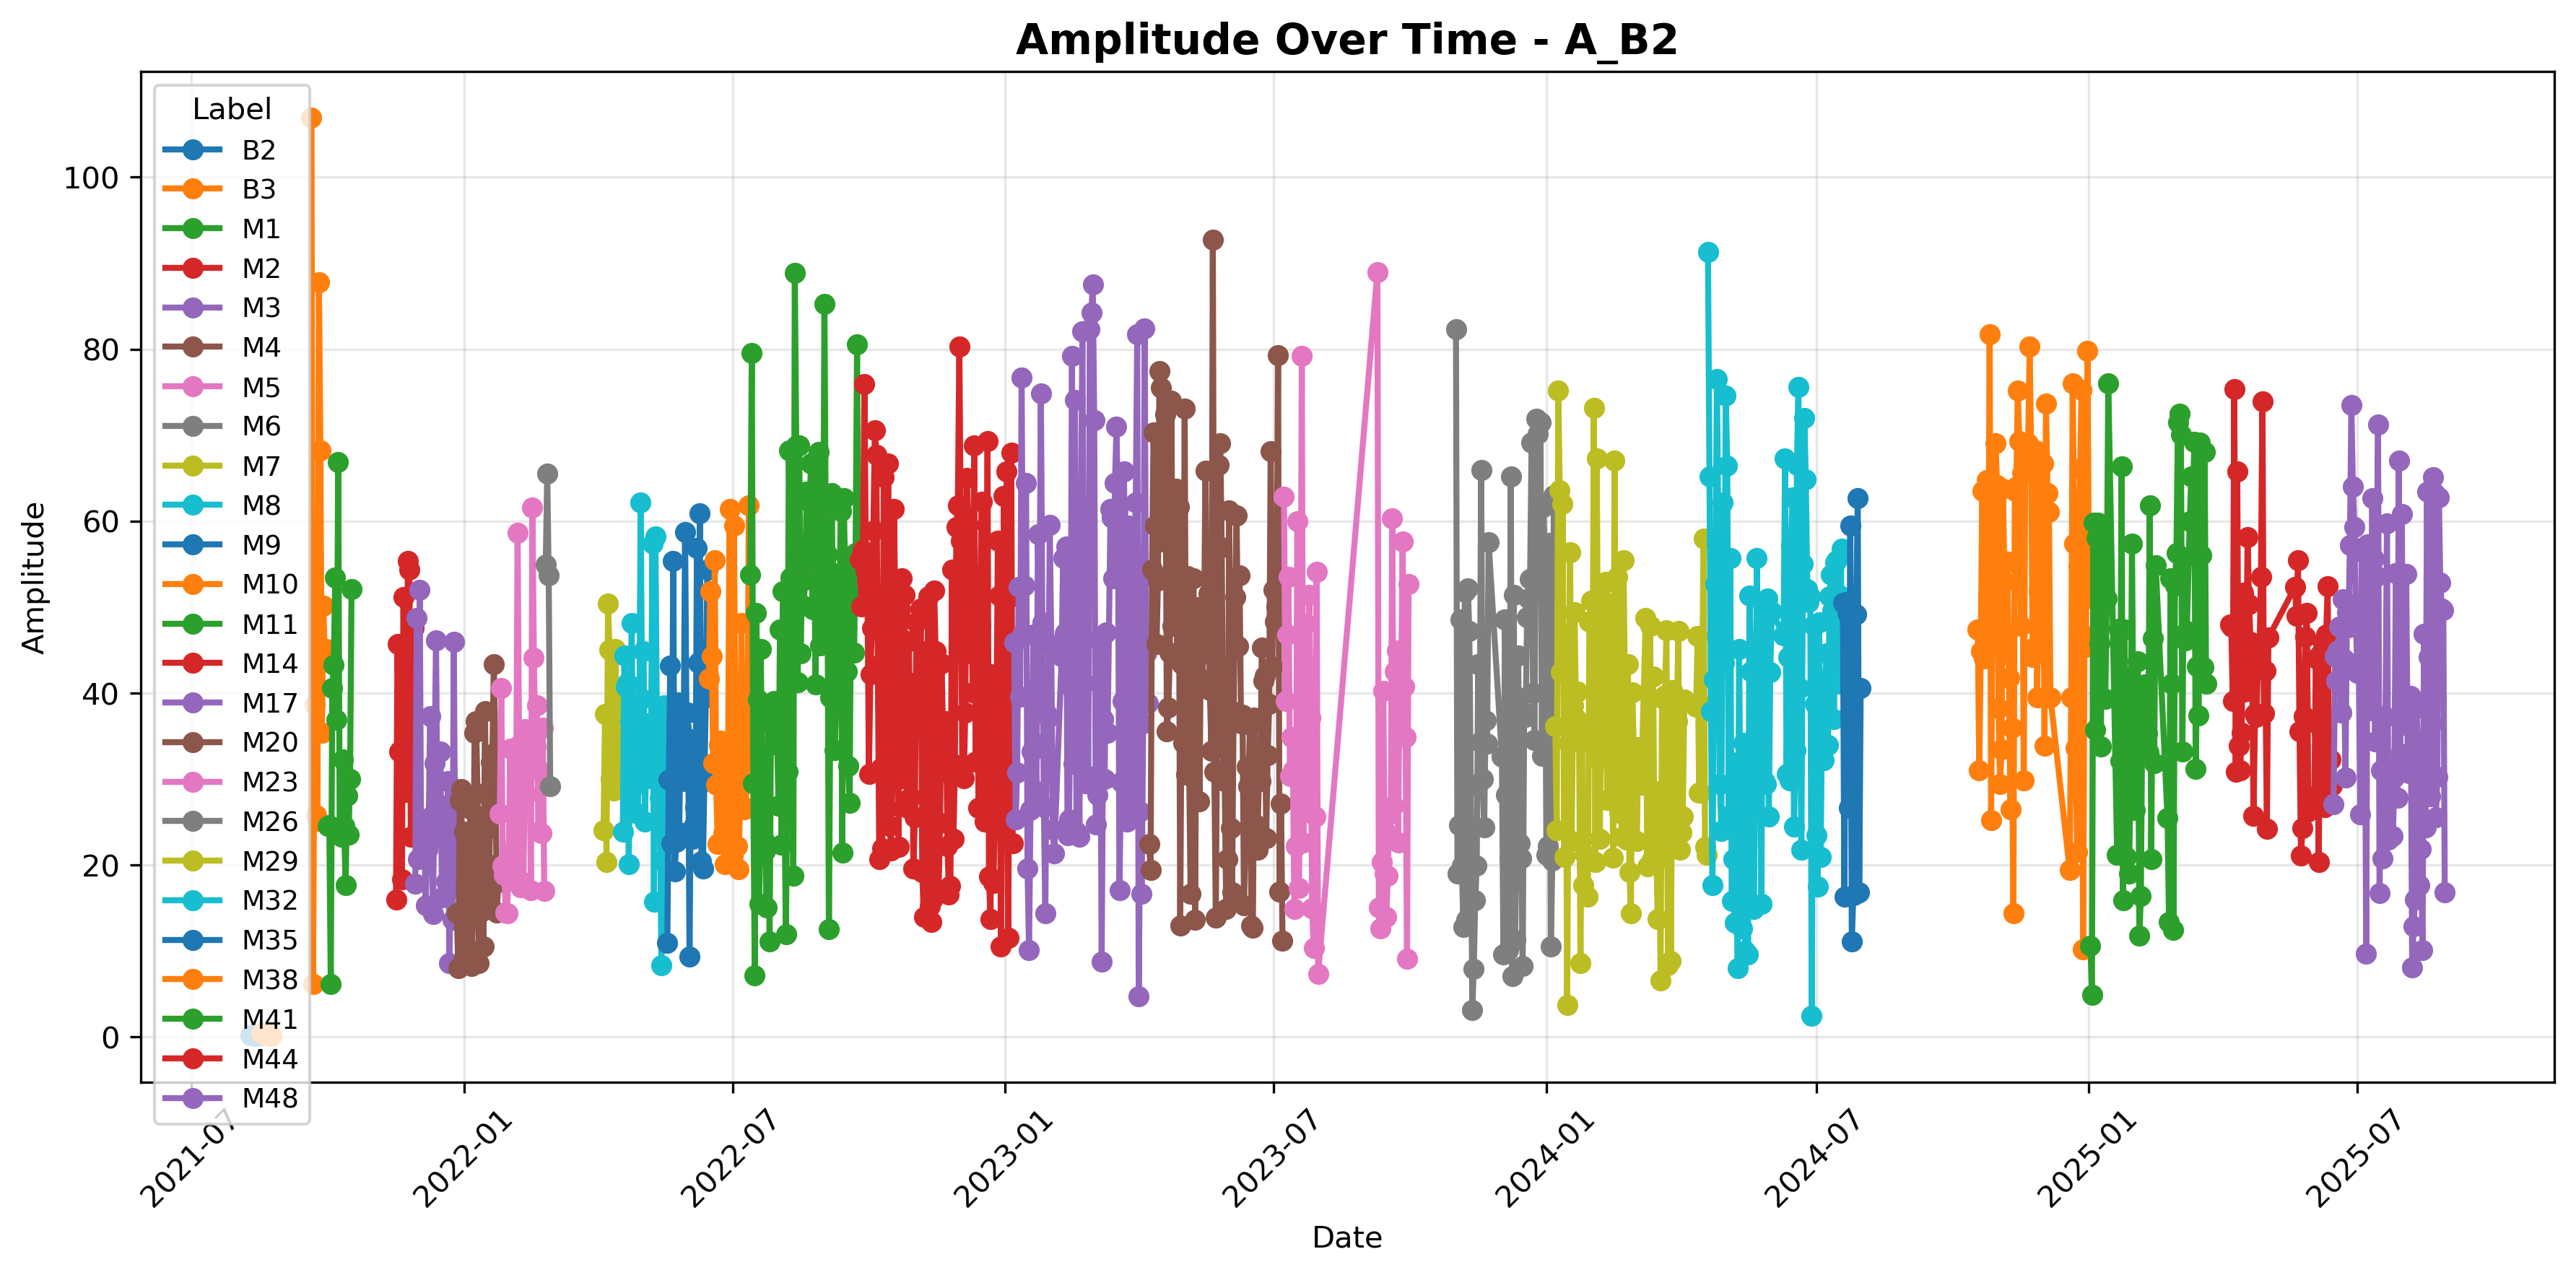 Amplitude Over Time - A_B2
Label
B2
B3
M1
M2
M3
M4
M5
M6
M7
M8
M9
M10
M11
M14
M17
M20
M23
M26
M29
M32
M35
M38
M41
M44
M48
Amplitude
100
80
60
40
20
0
2021-07
2022-01
2022-07
2023-01
2023-07
2024-01
2024-07
2025-01
2025-07
Date